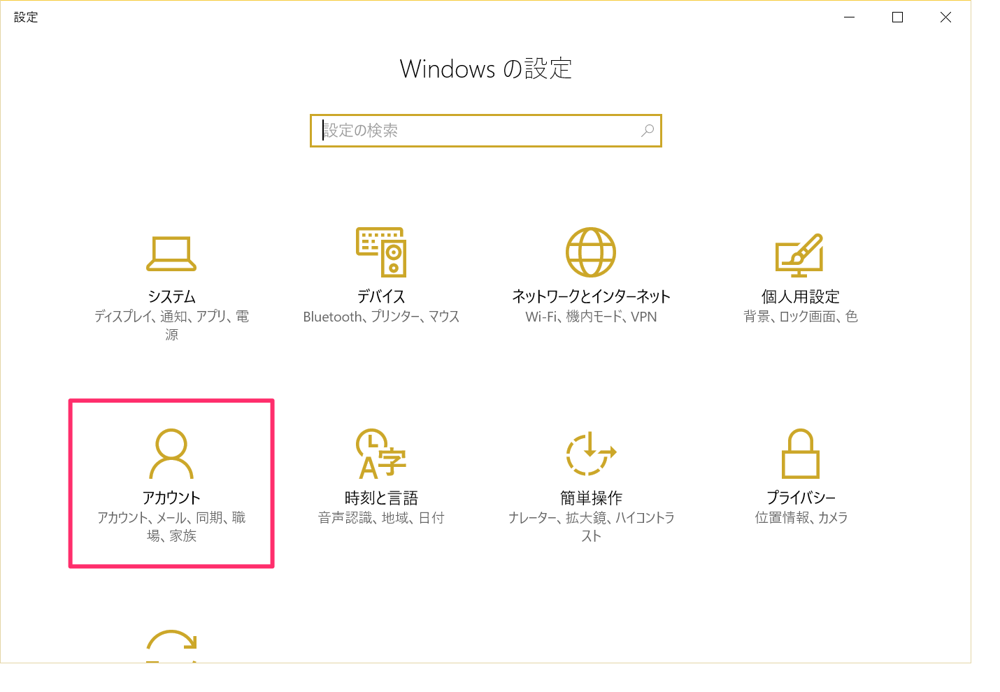 設定
Windows の設定
設定の検索
システム
ディスプレイ、通知、アプリ、電
源
デバイス
Bluetooth、プリンター、マウス
ネットワークとインターネット
Wi-Fi、機内モード、VPN
個人用設定
背景、ロック画面、色
アカウント
アカウント、メール、同期、職
場、家族
時刻と言語
音声認識、地域、日付
簡単操作
ナレーター、拡大鏡、ハイコントラ
スト
プライバシー
位置情報、カメラ